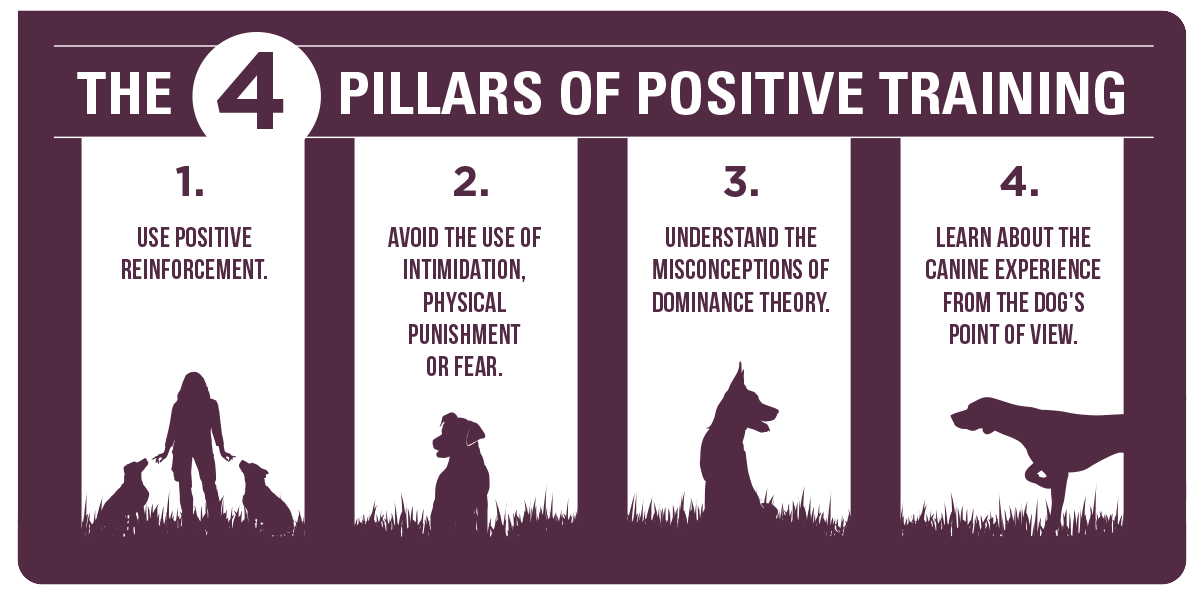 THE 4 PILLARS OF POSITIVE TRAINING
1.
USE POSITIVE
REINFORCEMENT.
2.
AVOID THE USE OF
INTIMIDATION,
PHYSICAL
PUNISHMENT
OR FEAR.
3.
UNDERSTAND THE
MISCONCEPTIONS OF
DOMINANCE THEORY.
4.
LEARN ABOUT THE
CANINE EXPERIENCE
FROM THE DOG'S
POINT OF VIEW.